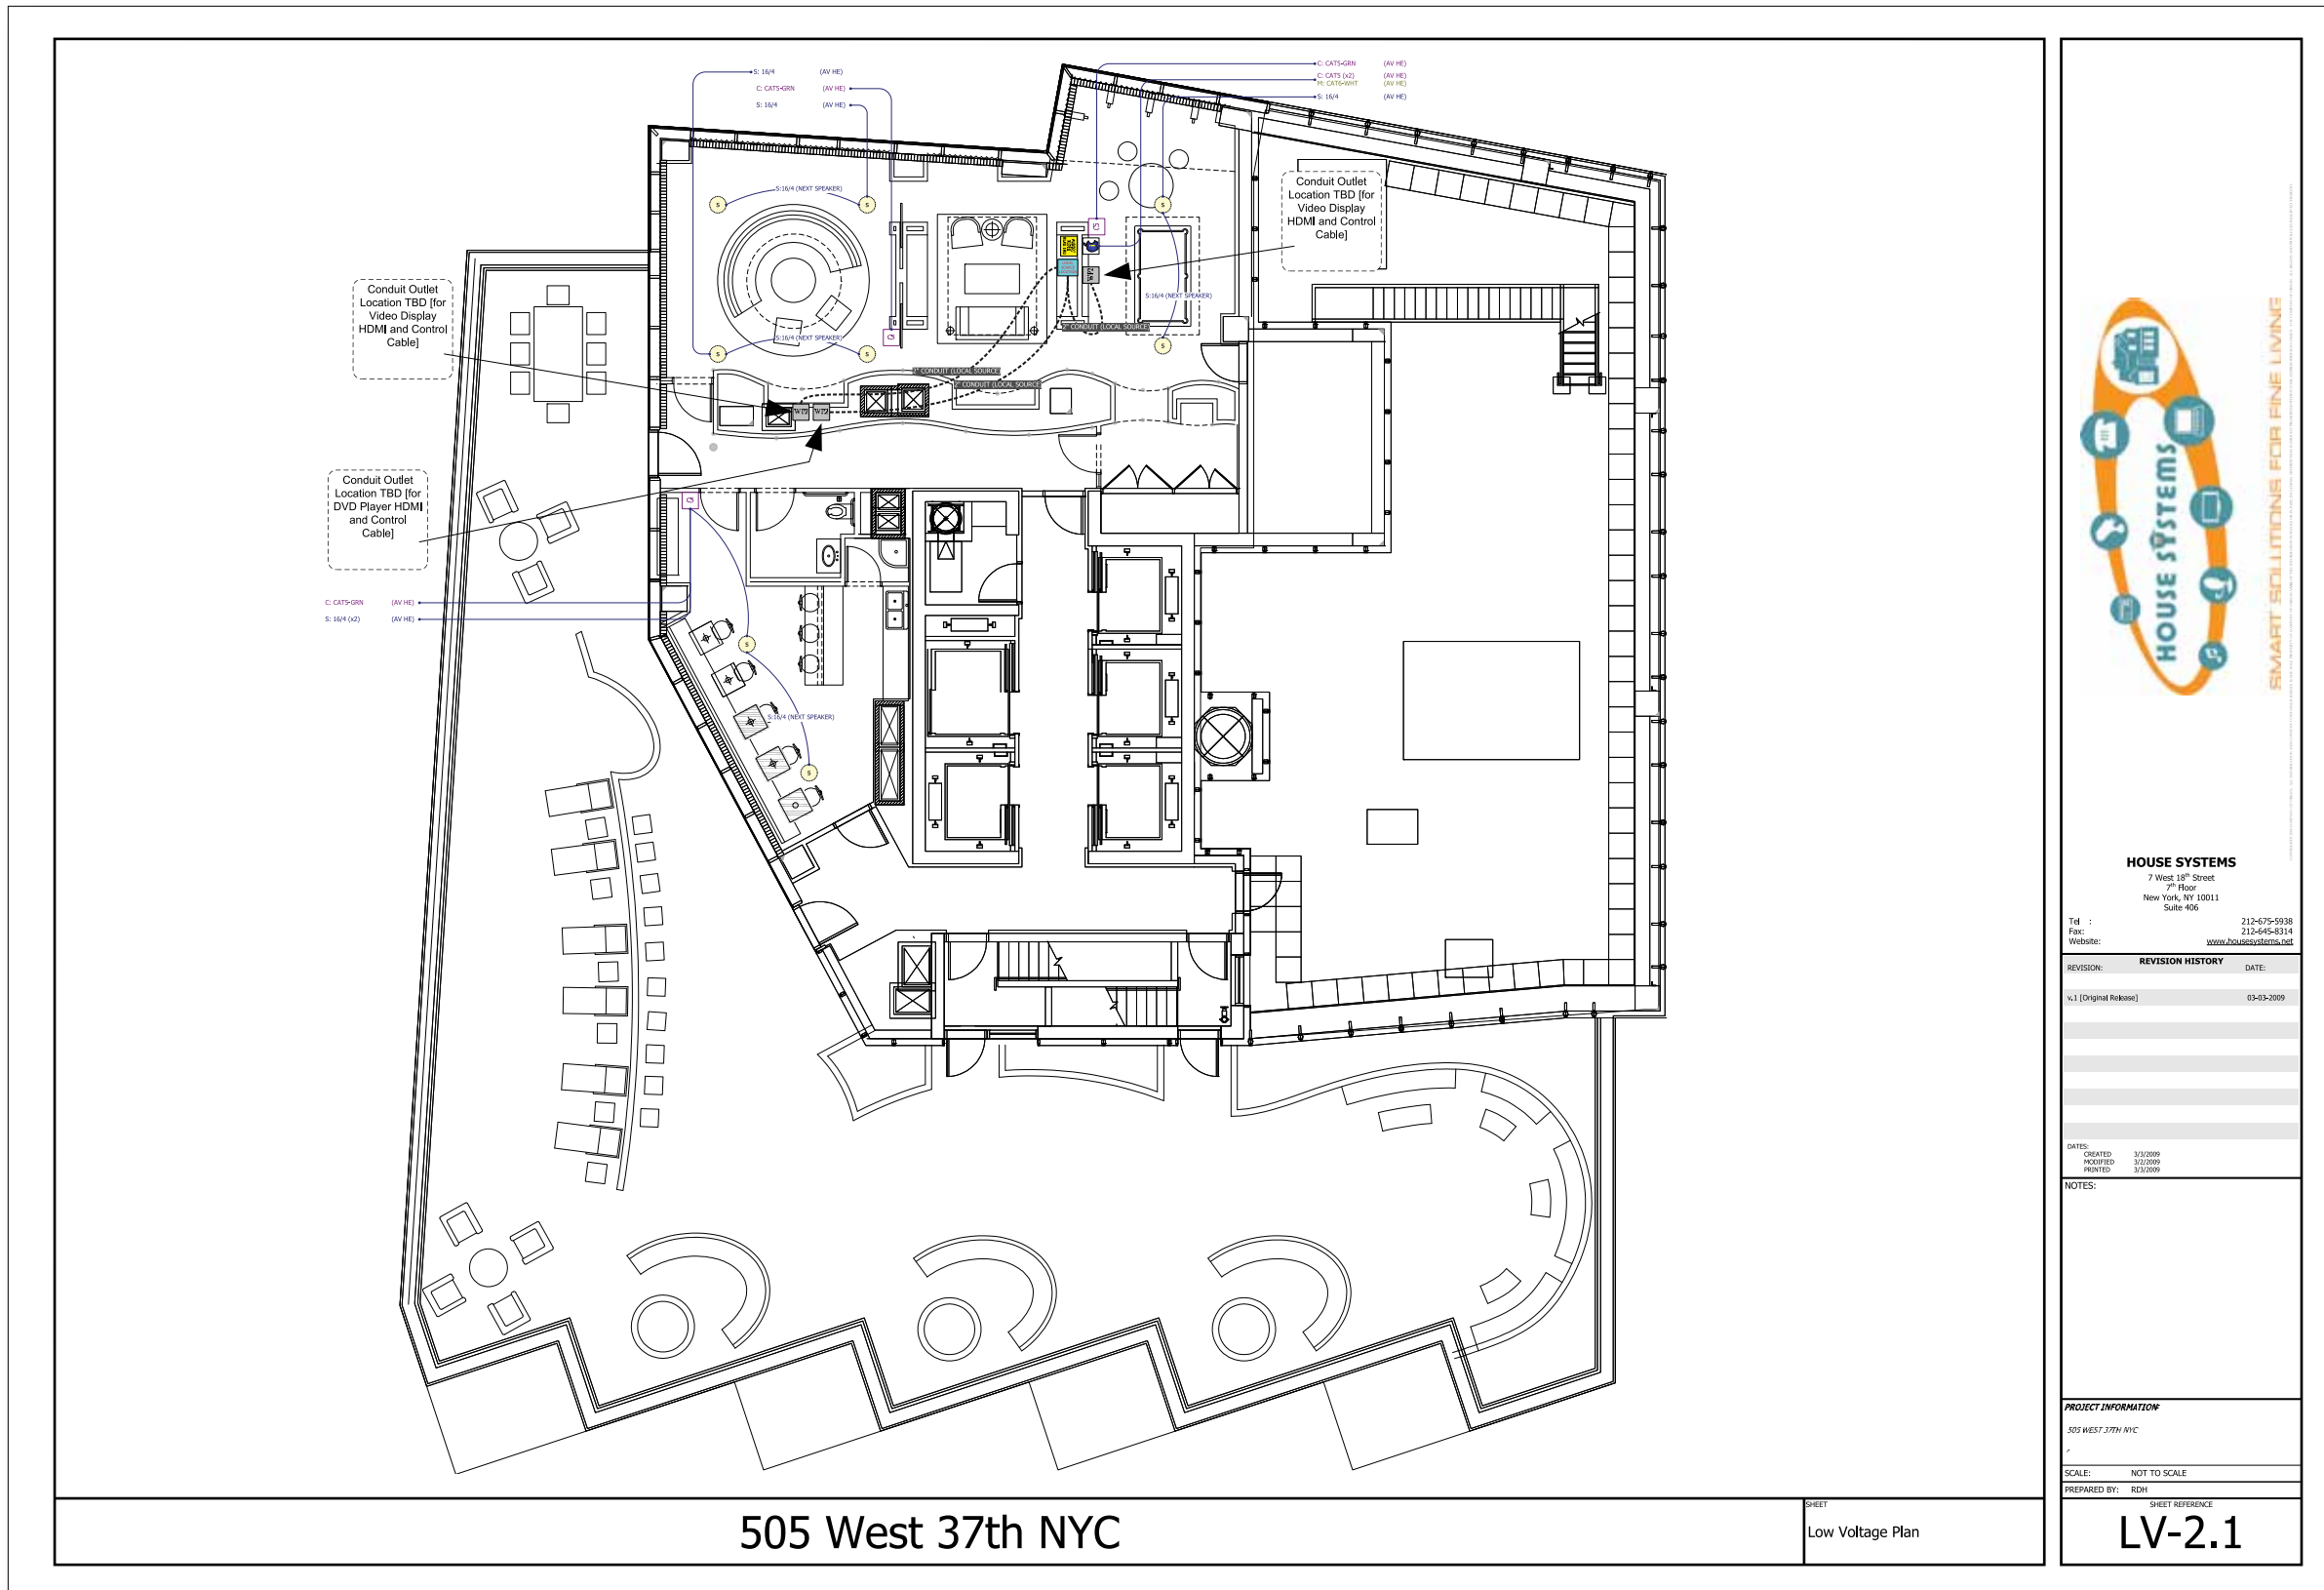 S: 16/4 (AV HE)
C: CAT5-GRN (AV HE)
S: 16/4 (AV HE)
C: CAT5-GRN (AV HE)
C: CAT5 (x2) (AV HE)
M: CAT6-WHT (AV HE)
S: 16/4 (AV HE)
S:16/4 (NEXT SPEAKER)
S
S
S
Conduit Outlet
Location TBD [for
Video Display
HDMI and Control
Cable]
WP2
S:16/4 (NEXT SPEAKER)
2" CONDUIT (LOCAL SOURCE)
Conduit Outlet
Location TBD [for
Video Display
HDMI and Control
Cable]
S:16/4 (NEXT SPEAKER)
S
S
S
CONDUIT (LOCAL SOURCE
CONDUIT (LOCAL SOURCE
WP2
WP2
Conduit Outlet
Location TBD [for
DVD Player HDMI
and Control
Cable]
C: CAT5-GRN (AV HE)
S: 16/4 (x2) (AV HE)
S
S:16/4 (NEXT SPEAKER)
S
505 West 37th NYC
SHEET
Low Voltage Plan
HOUSE SYSTEMS
SMART SOLUTIONS FOR FINE LIVING
HOUSE SYSTEMS
7 West 18th Street
7th Floor
New York, NY 10011
Suite 406
Tel : 212-675-5938
Fax: 212-645-8314
Website: www.housesystems.net
REVISION HISTORY
REVISION: DATE:
v.1 [Original Release] 03-03-2009
DATES:
CREATED 3/3/2009
MODIFIED 3/2/2009
PRINTED 3/3/2009
NOTES:
PROJECT INFORMATION:
505 WEST 37TH NYC
,
SCALE: NOT TO SCALE
PREPARED BY: RDH
SHEET REFERENCE
LV-2.1